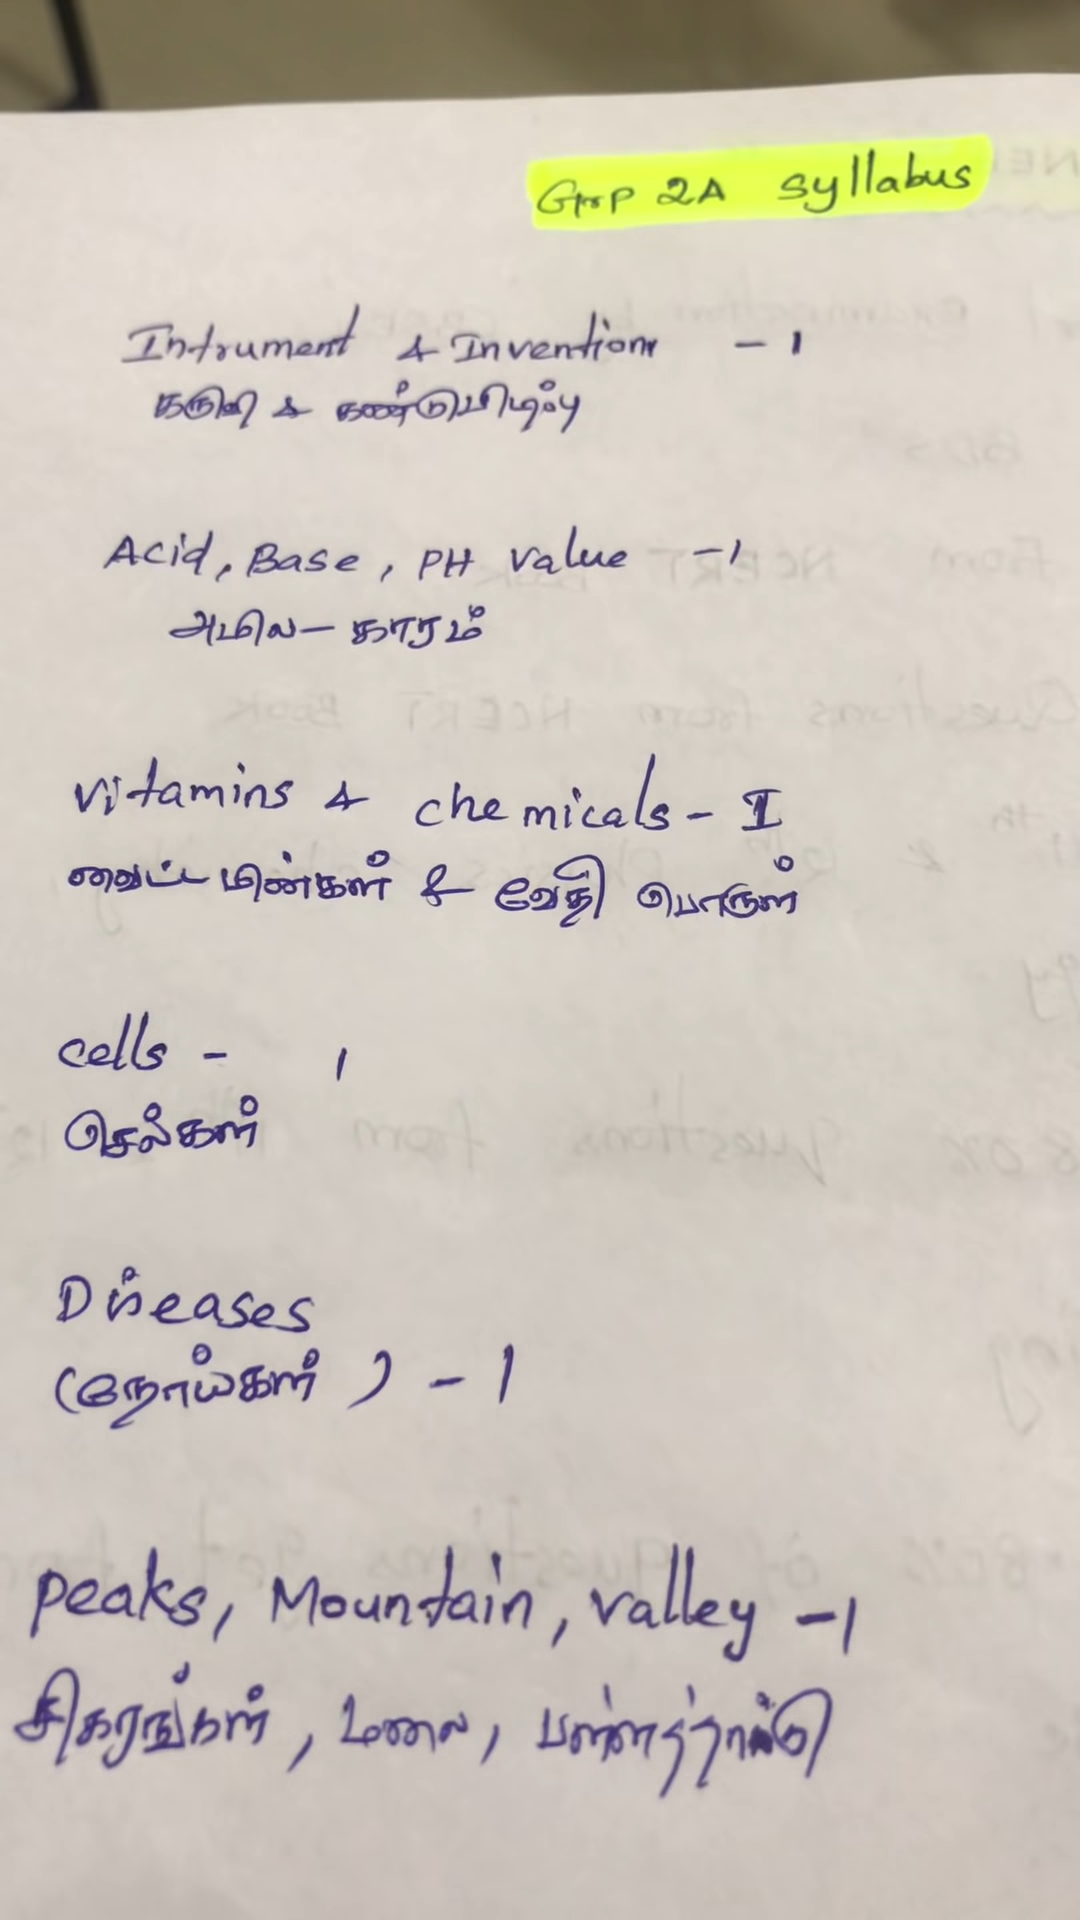 Grp 2A syllabus
Intrument & Invention - 1
கருவி & கண்டுபிடிப்பு
Acid, Base, PH value - 1
அமில - காரம்
vitamins & chemicals - I
வைட்டமின்கள் & வேதி பொருள்
cells - 1
செல்கள்
Diseases
(நோய்கள்) - 1
Peaks, Mountain, valley - 1
சிகரங்கள், மலை, பள்ளத்தாக்கு